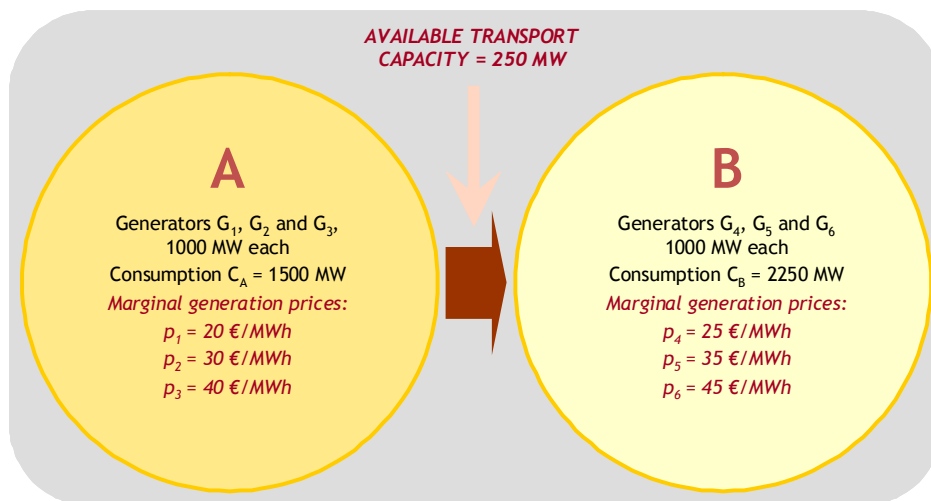 AVAILABLE TRANSPORT
CAPACITY = 250 MW
A
Generators G₁, G₂ and G₃,
1000 MW each
Consumption C_A = 1500 MW
Marginal generation prices:
p₁ = 20 €/MWh
p₂ = 30 €/MWh
p₃ = 40 €/MWh
B
Generators G₄, G₅ and G₆
1000 MW each
Consumption C_B = 2250 MW
Marginal generation prices:
p₄ = 25 €/MWh
p₅ = 35 €/MWh
p₆ = 45 €/MWh